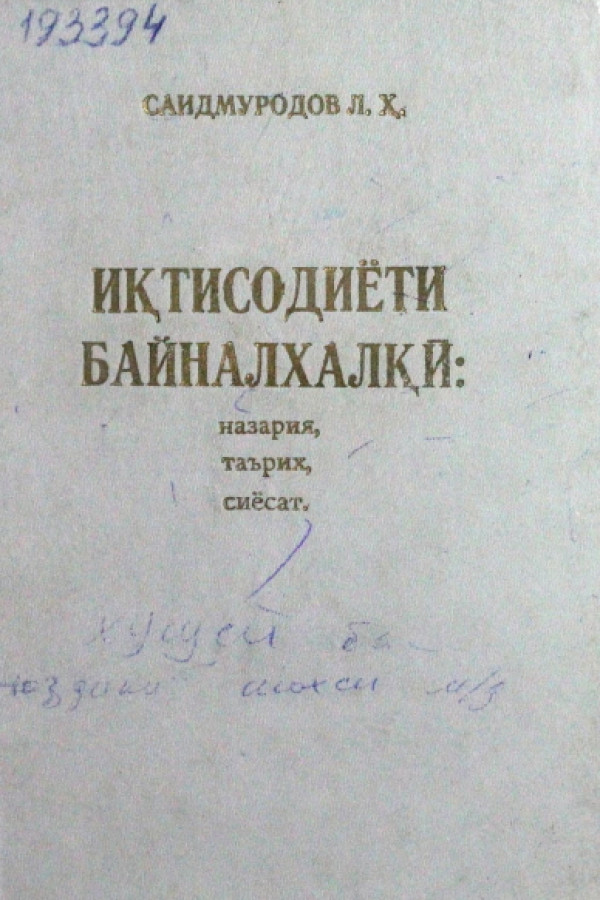 193394
САИДМУРОДОВ Л. Ҳ.
ИҚТИСОДИЁТИ
БАЙНАЛХАЛҚӢ:
назария,
таърих,
сиёсат.